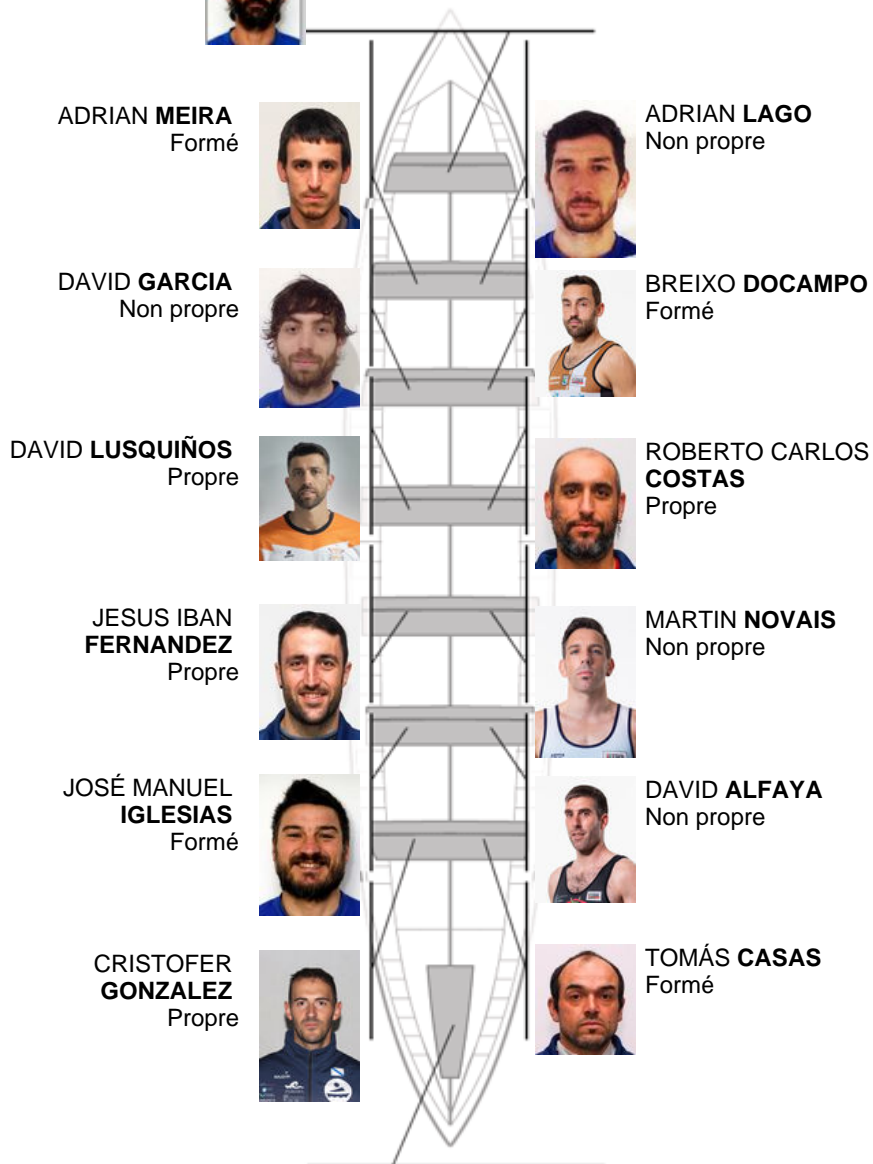 ADRIAN MEIRA
Formé
ADRIAN LAGO
Non propre
DAVID GARCIA
Non propre
BREIXO DOCAMPO
Formé
DAVID LUSQUIÑOS
Propre
ROBERTO CARLOS
COSTAS
Propre
JESUS IBAN
FERNANDEZ
Propre
MARTIN NOVAIS
Non propre
JOSÉ MANUEL
IGLESIAS
Formé
DAVID ALFAYA
Non propre
CRISTOFER
GONZALEZ
Propre
TOMÁS CASAS
Formé